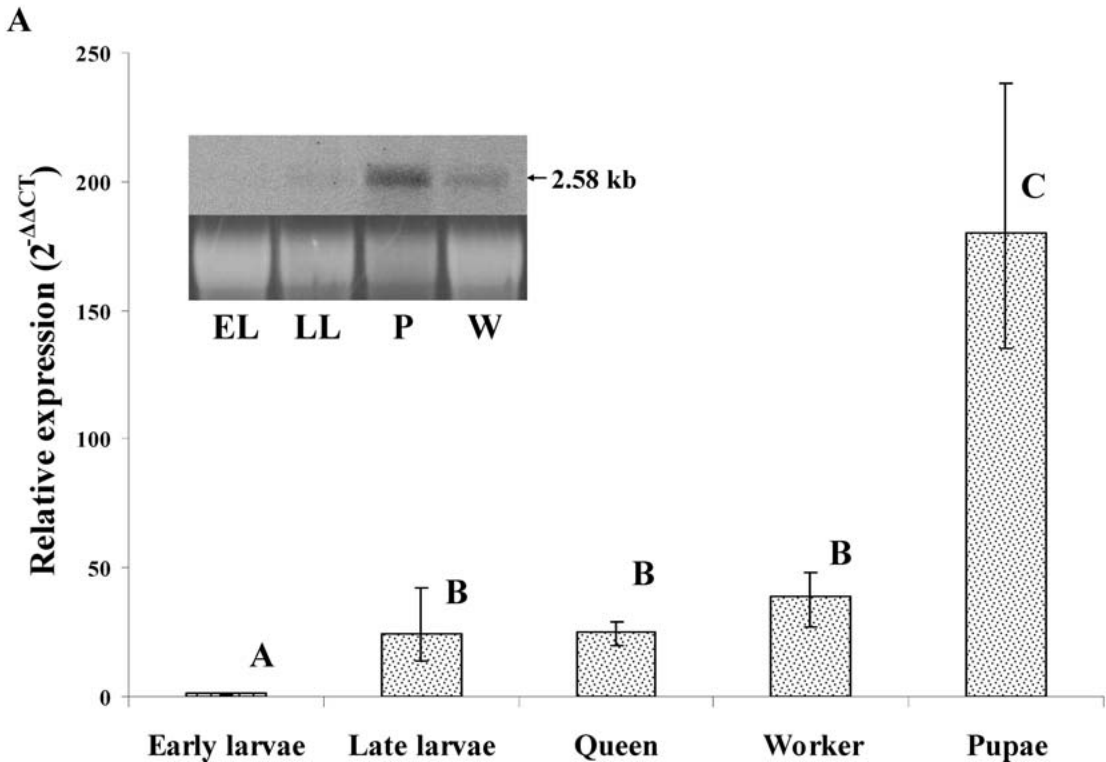 A
Relative expression (2^-ΔΔCT)
250
200
150
100
50
0
2.58 kb
EL LL P W
A
B
B
B
C
Early larvae Late larvae Queen Worker Pupae